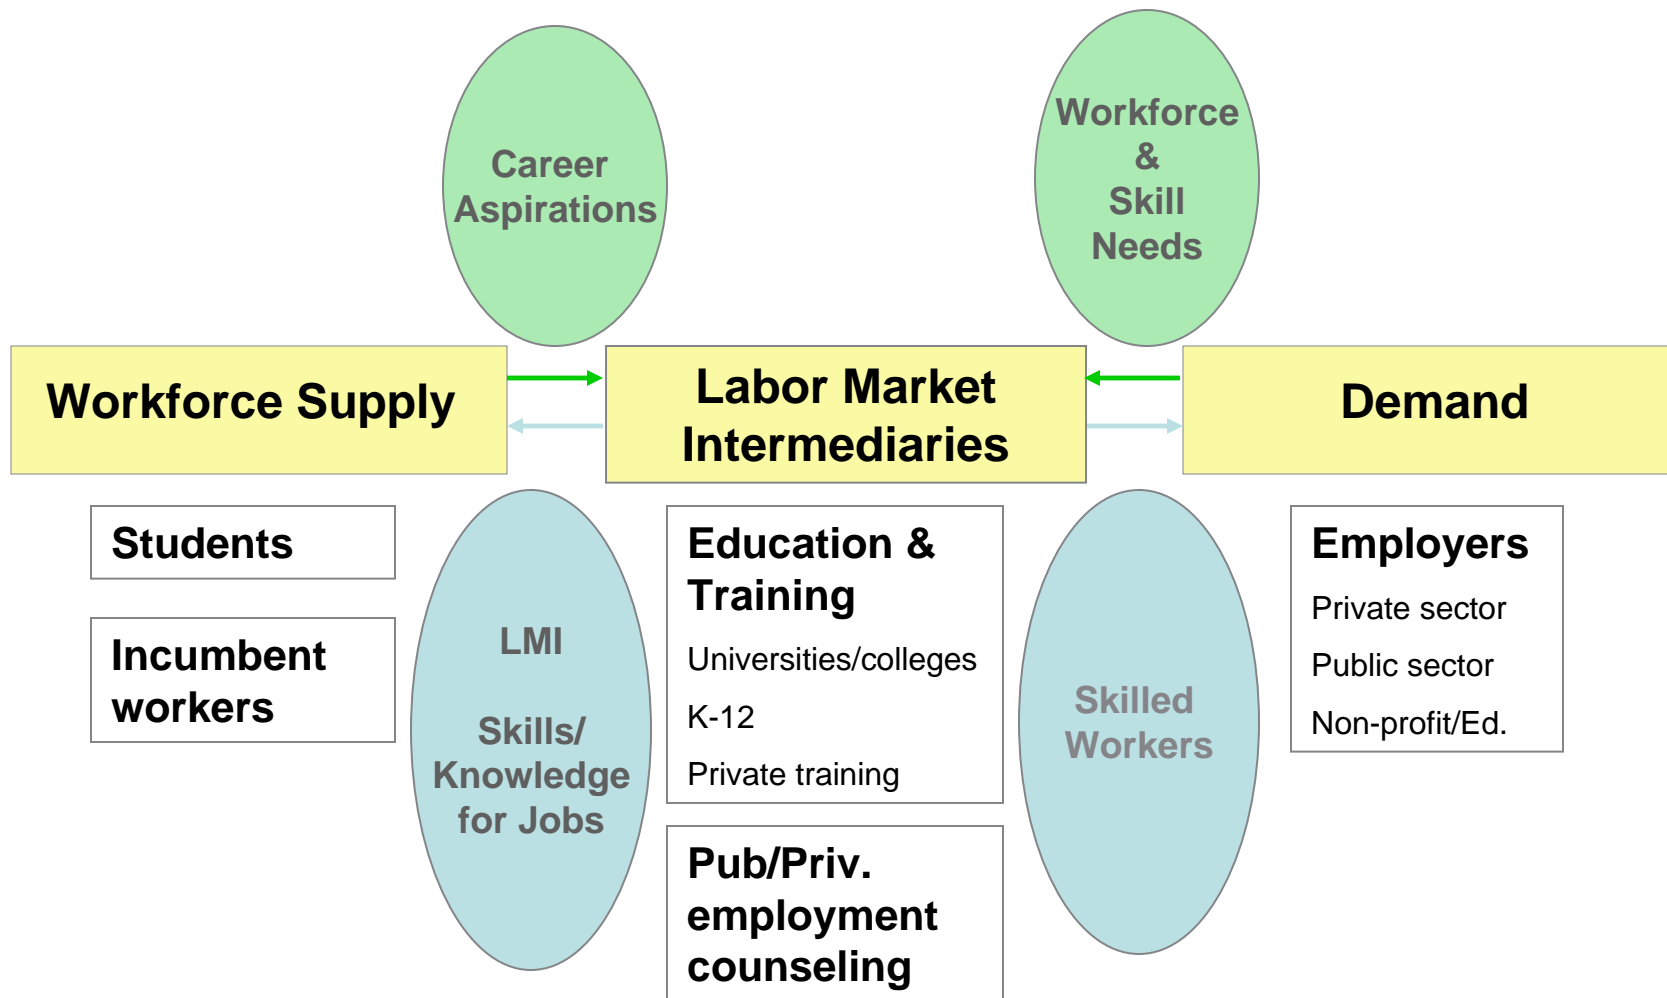 Career
Aspirations
Workforce
&
Skill
Needs
Workforce Supply
Labor Market
Intermediaries
Demand
Students
Incumbent
workers
LMI
Skills/
Knowledge
for Jobs
Education &
Training
Universities/colleges
K-12
Private training
Pub/Priv.
employment
counseling
Skilled
Workers
Employers
Private sector
Public sector
Non-profit/Ed.